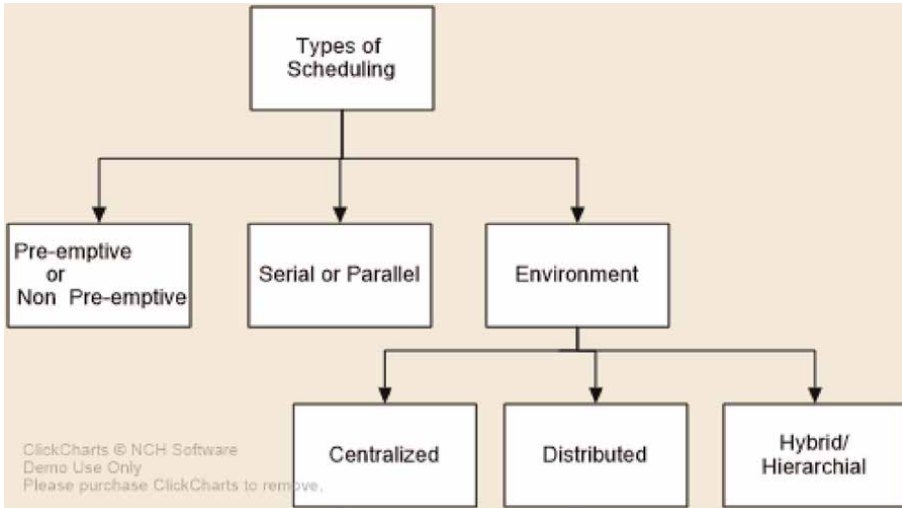 Types of
Scheduling
Pre-emptive
or
Non Pre-emptive
Serial or Parallel
Environment
Centralized
Distributed
Hybrid/
Hierarchial
ClickCharts © NCH Software
Demo Use Only
Please purchase ClickCharts to remove.